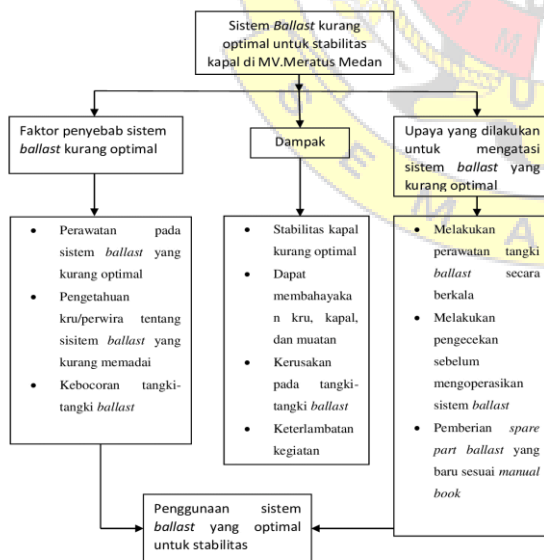 Sistem Ballast kurang
optimal untuk stabilitas
kapal di MV.Meratus Medan
Faktor penyebab sistem
ballast kurang optimal
Dampak
Upaya yang dilakukan
untuk mengatasi
sistem ballast yang
kurang optimal
• Perawatan pada
sistem ballast yang
kurang optimal
• Pengetahuan
kru/perwira tentang
sisitem ballast yang
kurang memadai
• Kebocoran tangki-
tangki ballast
• Stabilitas kapal
kurang optimal
• Dapat
membahayaka
n kru, kapal,
dan muatan
• Kerusakan
pada tangki-
tangki ballast
• Keterlambatan
kegiatan
• Melakukan
perawatan tangki
ballast secara
berkala
• Melakukan
pengecekan
sebelum
mengoperasikan
sistem ballast
• Pemberian spare
part ballast yang
baru sesuai manual
book
Penggunaan sistem
ballast yang optimal
untuk stabilitas
A M
U
S E M A